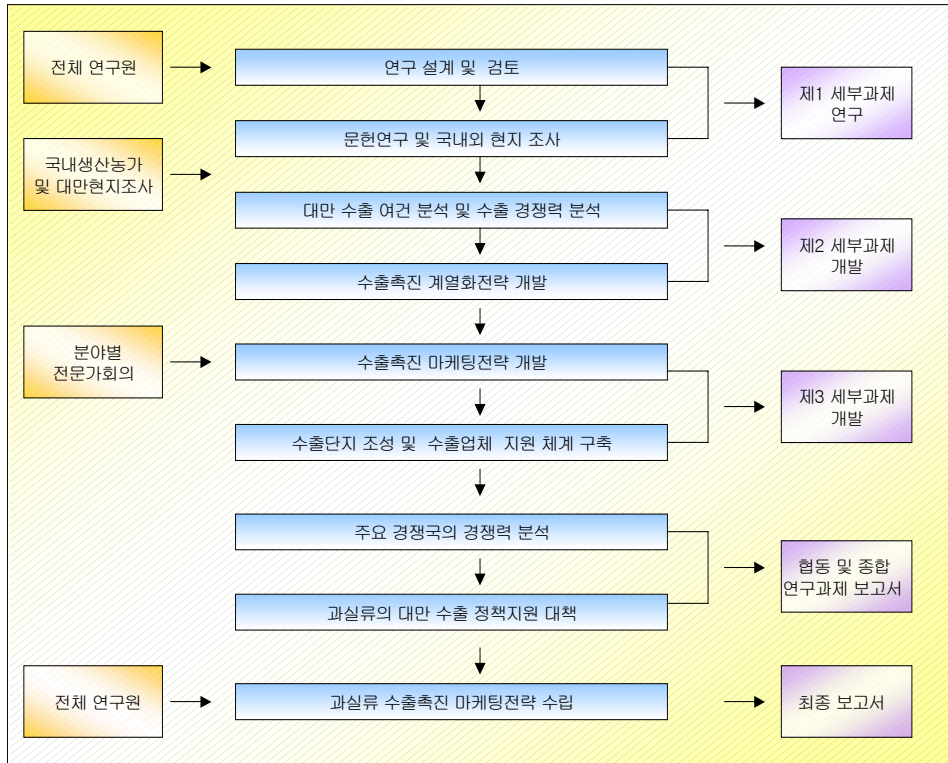 전체 연구원
연구 설계 및 검토
제1 세부과제
연구
문헌연구 및 국내외 현지 조사
국내생산농가
및 대만현지조사
대만 수출 여건 분석 및 수출 경쟁력 분석
제2 세부과제
개발
수출촉진 계열화전략 개발
분야별
전문가회의
수출촉진 마케팅전략 개발
제3 세부과제
개발
수출단지 조성 및 수출업체 지원 체계 구축
주요 경쟁국의 경쟁력 분석
협동 및 종합
연구과제 보고서
과실류의 대만 수출 정책지원 대책
전체 연구원
과실류 수출촉진 마케팅전략 수립
최종 보고서